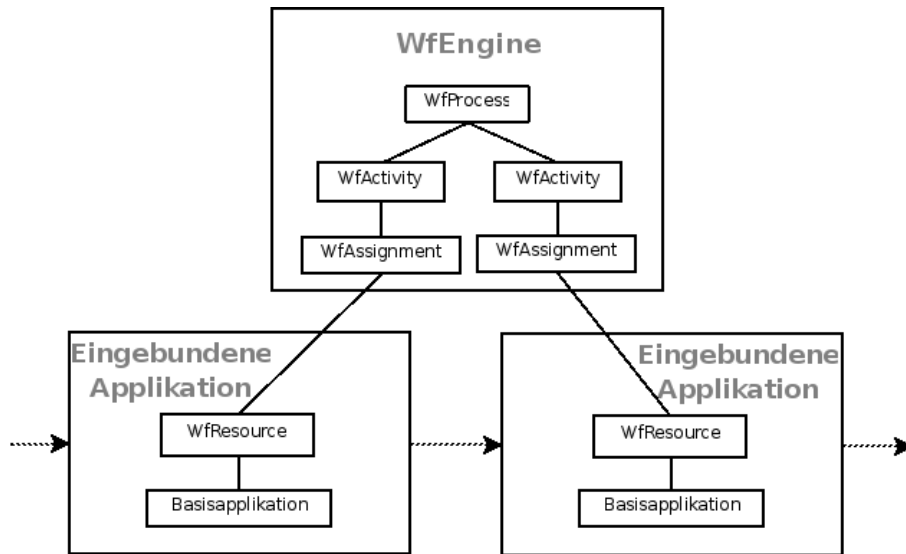 WfEngine
WfProcess
WfActivity
WfActivity
WfAssignment
WfAssignment
Eingebundene
Applikation
WfResource
Basisapplikation
Eingebundene
Applikation
WfResource
Basisapplikation